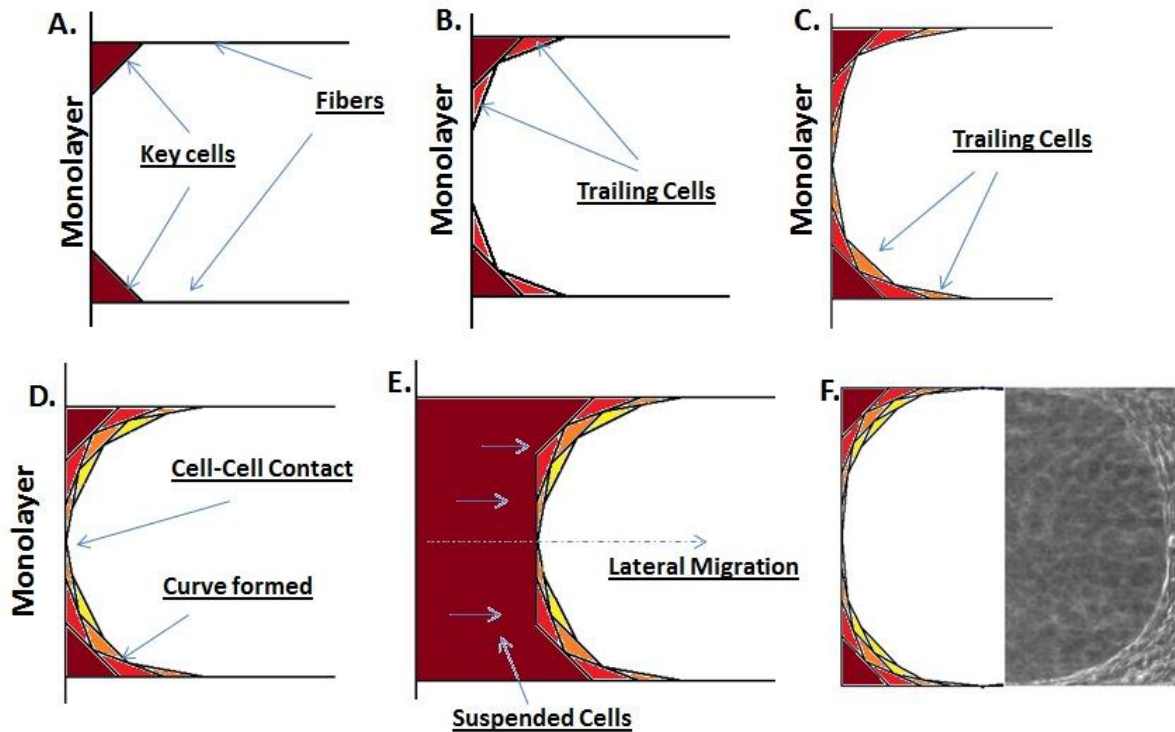 A.
Monolayer
Fibers
Key cells
B.
Monolayer
Trailing Cells
C.
Monolayer
Trailing Cells
D.
Monolayer
Cell-Cell Contact
Curve formed
E.
Lateral Migration
Suspended Cells
F.